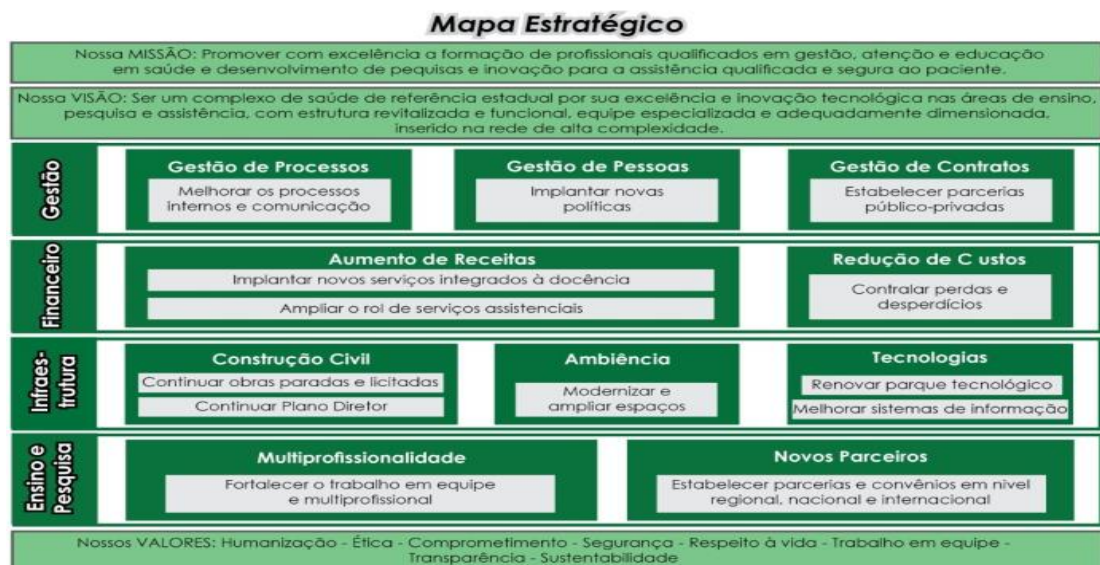 Mapa Estratégico
Nossa MISSÃO: Promover com excelência a formação de profissionais qualificados em gestão, atenção e educação
em saúde e desenvolvimento de pequisas e inovação para a assistência qualificada e segura ao paciente.
Nossa VISÃO: Ser um complexo de saúde de referência estadual por sua excelência e inovação tecnológica nas áreas de ensino,
pesquisa e assistência, com estrutura revitalizada e funcional, equipe especializada e adequadamente dimensionada,
inserido na rede de alta complexidade.
Gestão
Gestão de Processos
Melhorar os processos
internos e comunicação
Gestão de Pessoas
Implantar novas
políticas
Gestão de Contratos
Estabelecer parcerias
público-privadas
Financeiro
Aumento de Receitas
Implantar novos serviços integrados à docência
Ampliar o rol de serviços assistenciais
Redução de C ustos
Contralar perdas e
desperdícios
Infraes-
trutura
Construção Civil
Continuar obras paradas e licitadas
Continuar Plano Diretor
Ambiência
Modernizar e
ampliar espaços
Tecnologias
Renovar parque tecnológico
Melhorar sistemas de informação
Ensino e
Pesquisa
Multiprofissionalidade
Fortalecer o trabalho em equipe
e multiprofissional
Novos Parceiros
Estabelecer parcerias e convênios em nível
regional, nacional e internacional
Nossos VALORES: Humanização - Ética - Comprometimento - Segurança - Respeito à vida - Trabalho em equipe -
Transparência - Sustentabilidade